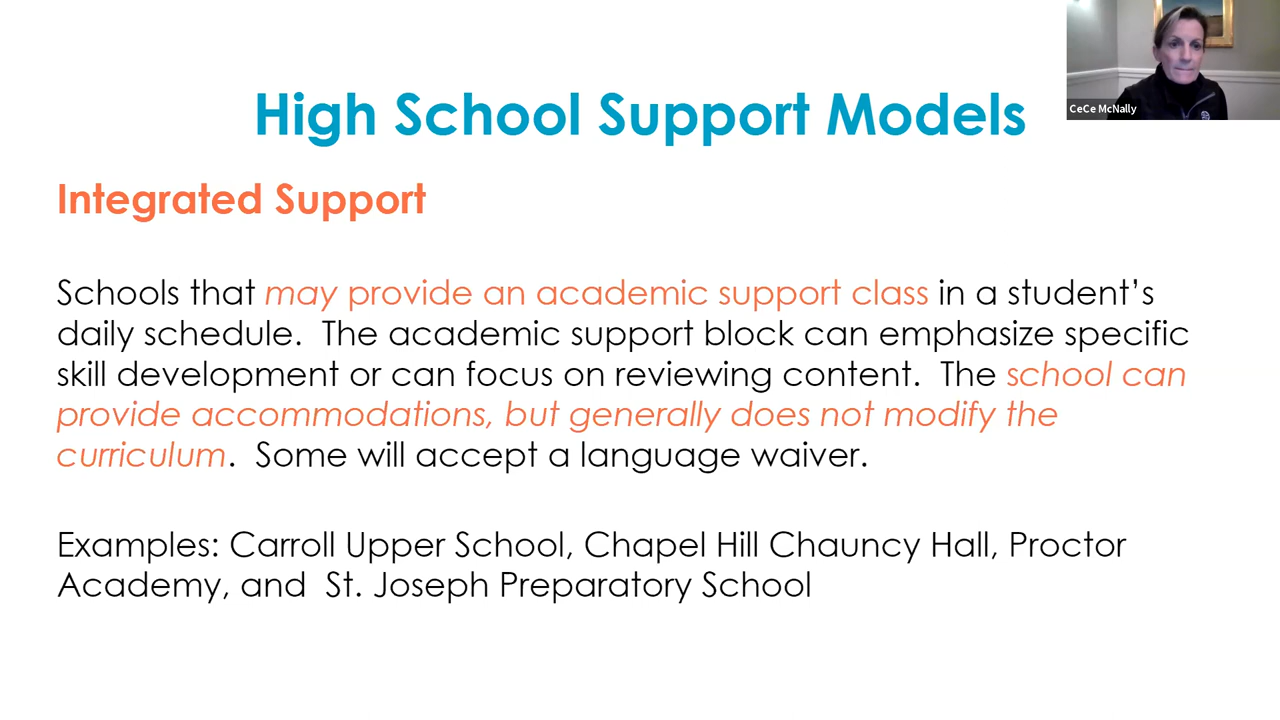 High School Support Models
CeCe McNally
Integrated Support
Schools that may provide an academic support class in a student’s
daily schedule.  The academic support block can emphasize specific
skill development or can focus on reviewing content.  The school can
provide accommodations, but generally does not modify the
curriculum.  Some will accept a language waiver.
Examples: Carroll Upper School, Chapel Hill Chauncy Hall, Proctor
Academy, and  St. Joseph Preparatory School